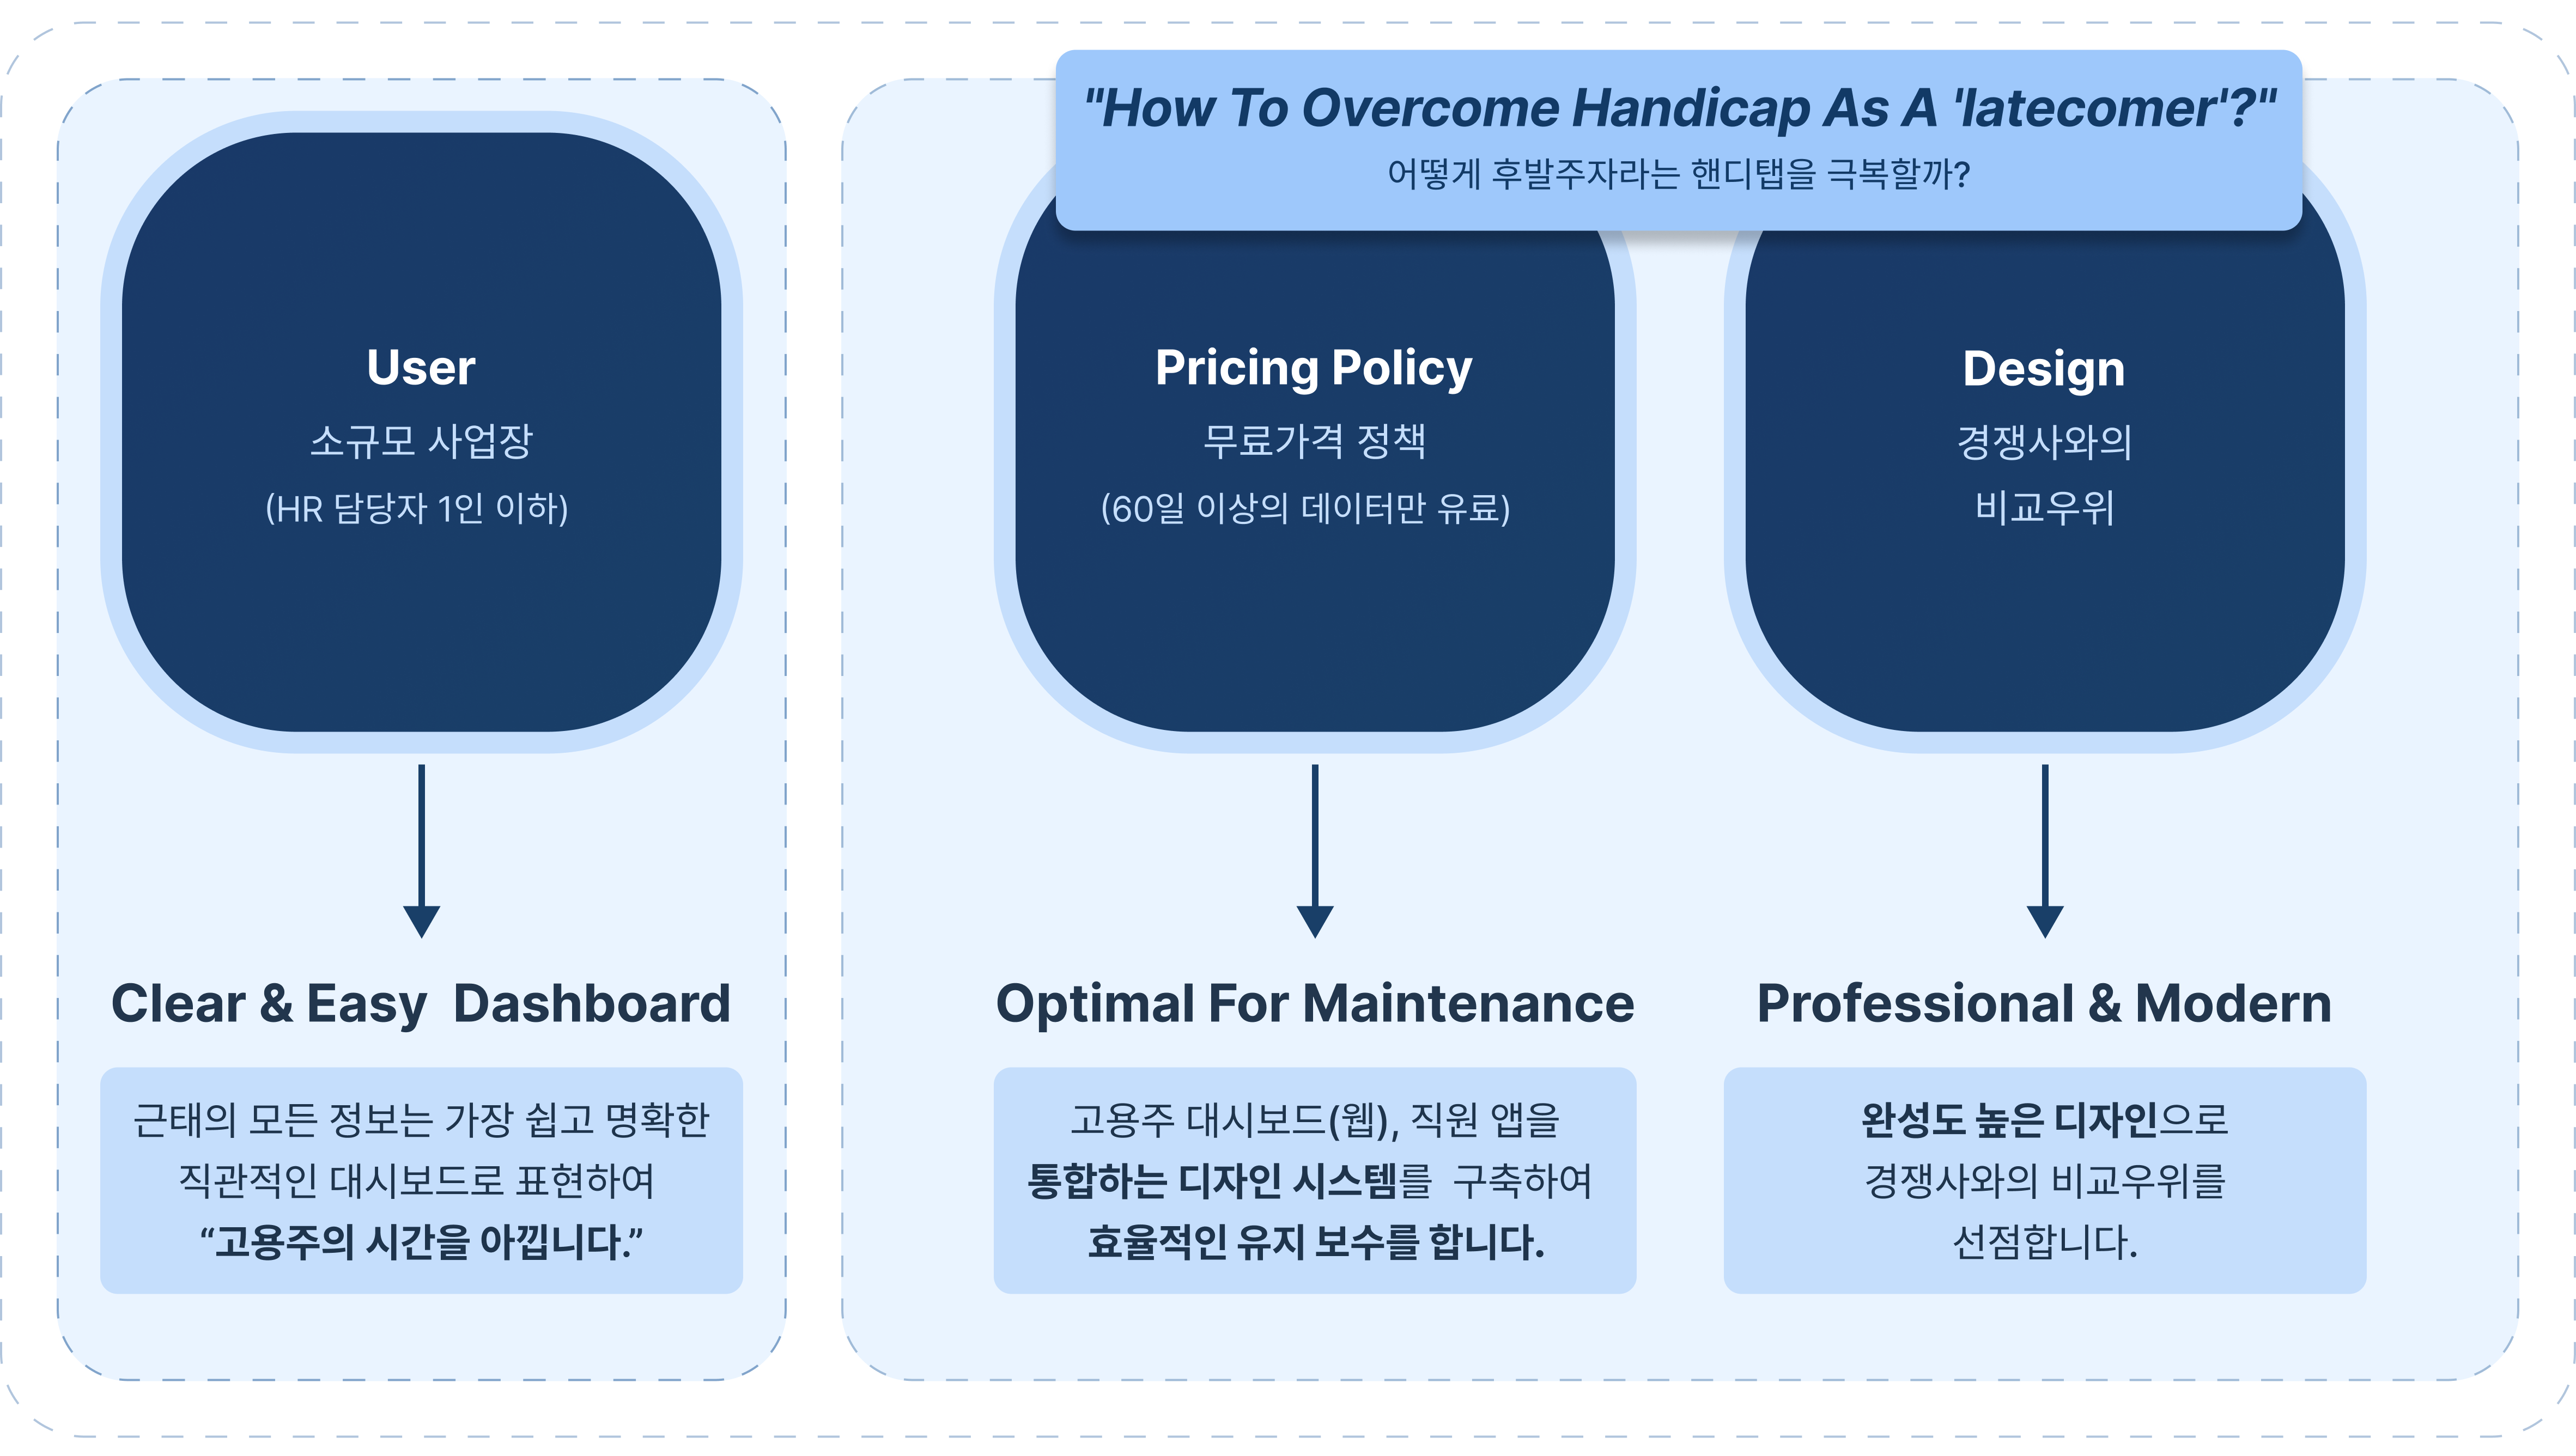 "How To Overcome Handicap As A 'latecomer'?"
어떻게 후발주자라는 핸디탭을 극복할까?
User
소규모 사업장
(HR 담당자 1인 이하)
Clear & Easy  Dashboard
근태의 모든 정보는 가장 쉽고 명확한
직관적인 대시보드로 표현하여
“고용주의 시간을 아낍니다.”
Pricing Policy
무료가격 정책
(60일 이상의 데이터만 유료)
Optimal For Maintenance
고용주 대시보드(웹), 직원 앱을
통합하는 디자인 시스템를  구축하여
효율적인 유지 보수를 합니다.
Design
경쟁사와의
비교우위
Professional & Modern
완성도 높은 디자인으로
경쟁사와의 비교우위를
선점합니다.